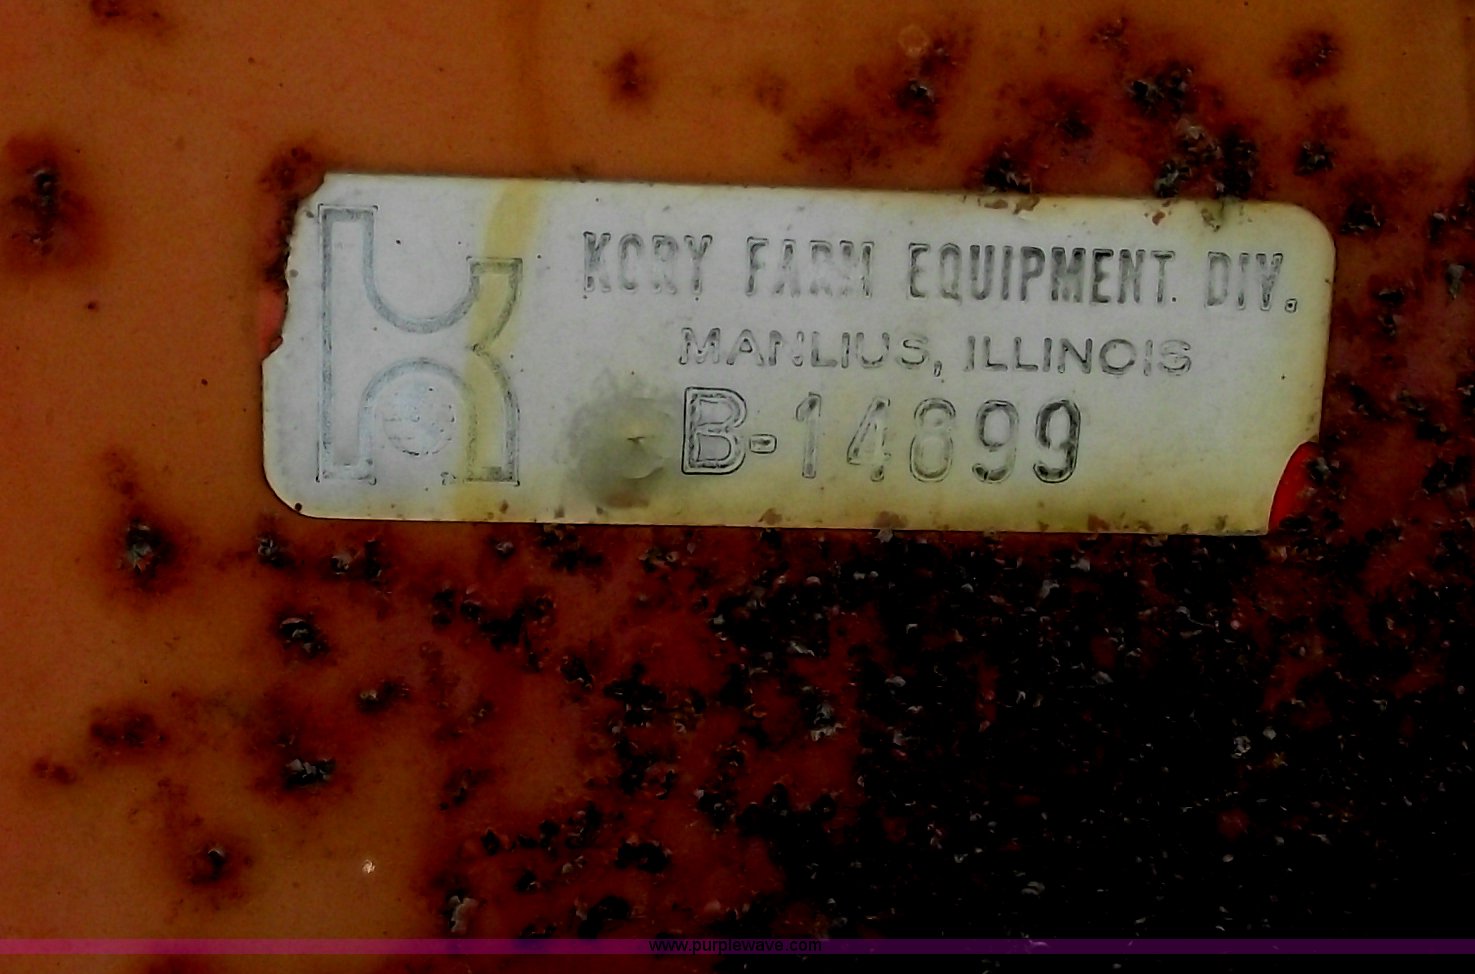 K
KORY FARM EQUIPMENT DIV.
MANLIUS, ILLINOIS
B-14899
www.purplewave.com